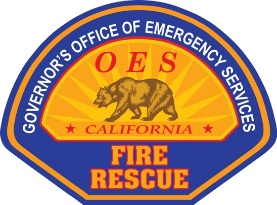 GOVERNOR'S OFFICE OF EMERGENCY SERVICES
OES
★ CALIFORNIA ★
FIRE
RESCUE